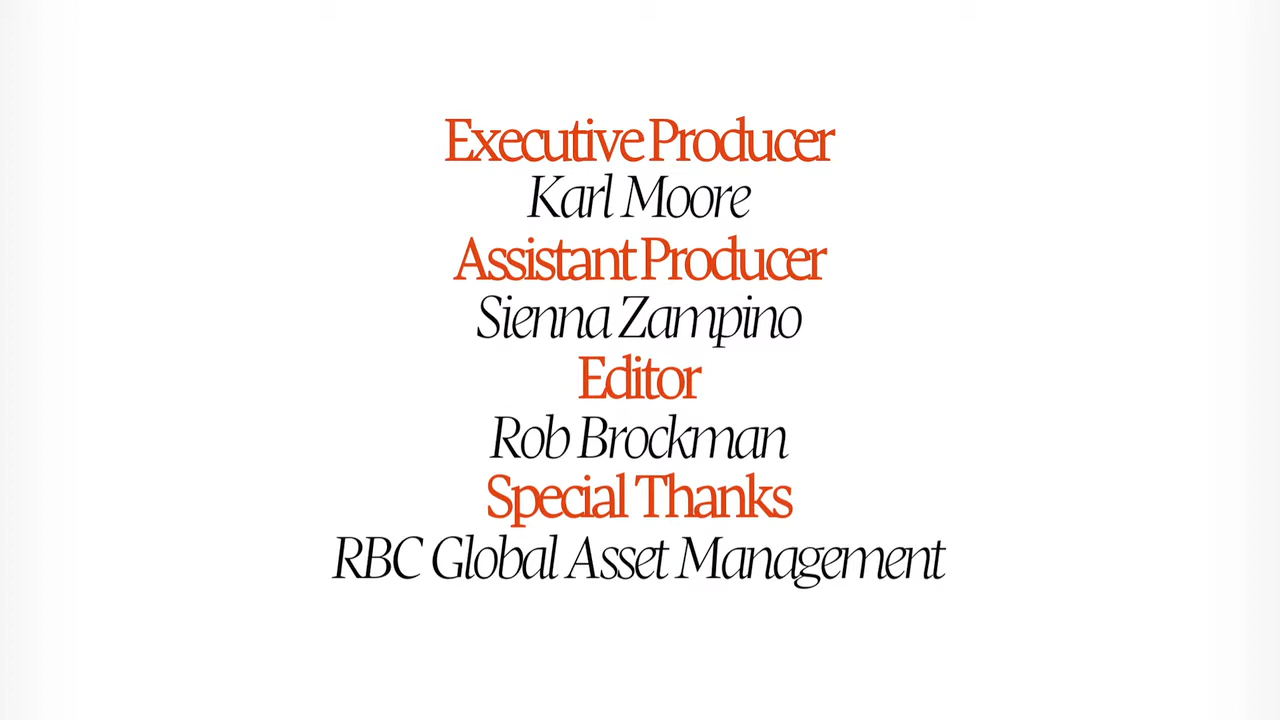 Executive Producer
Karl Moore
Assistant Producer
Sienna Zampino
Editor
Rob Brockman
Special Thanks
RBC Global Asset Management